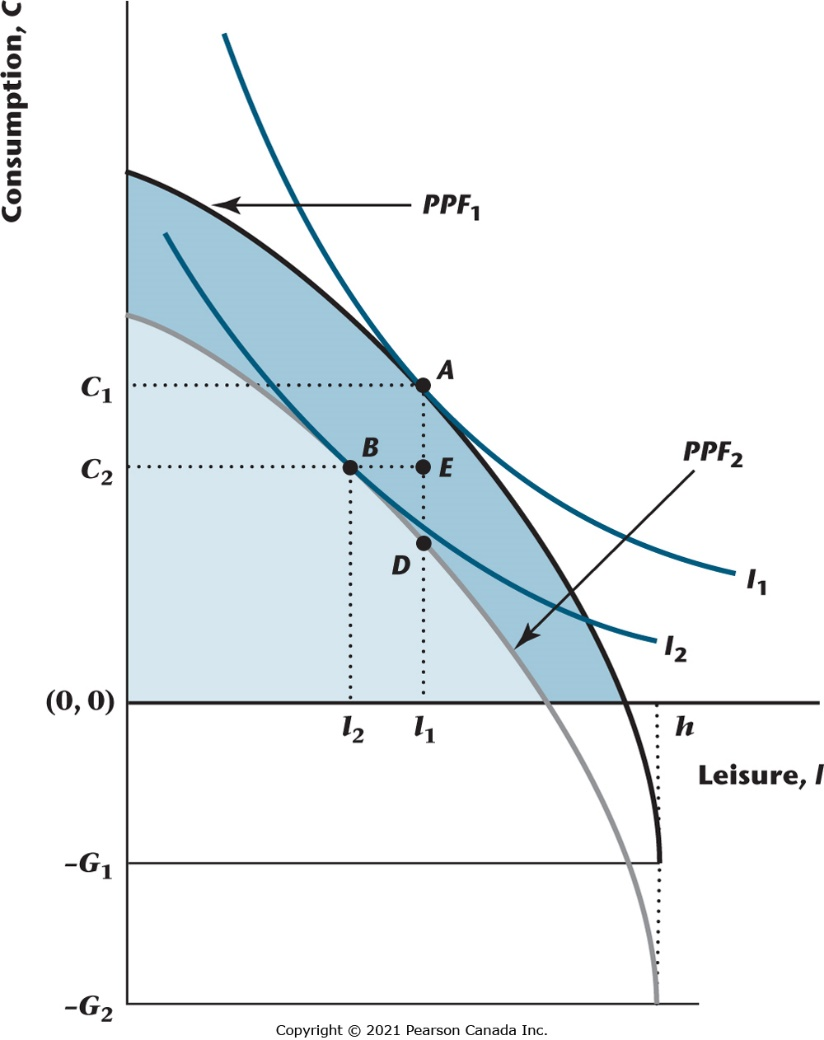 Consumption, C
PPF₁
A
C₁
B
PPF₂
C₂
E
D
I₁
I₂
(0, 0)
l₂
l₁
h
Leisure, l
–G₁
–G₂
Copyright © 2021 Pearson Canada Inc.